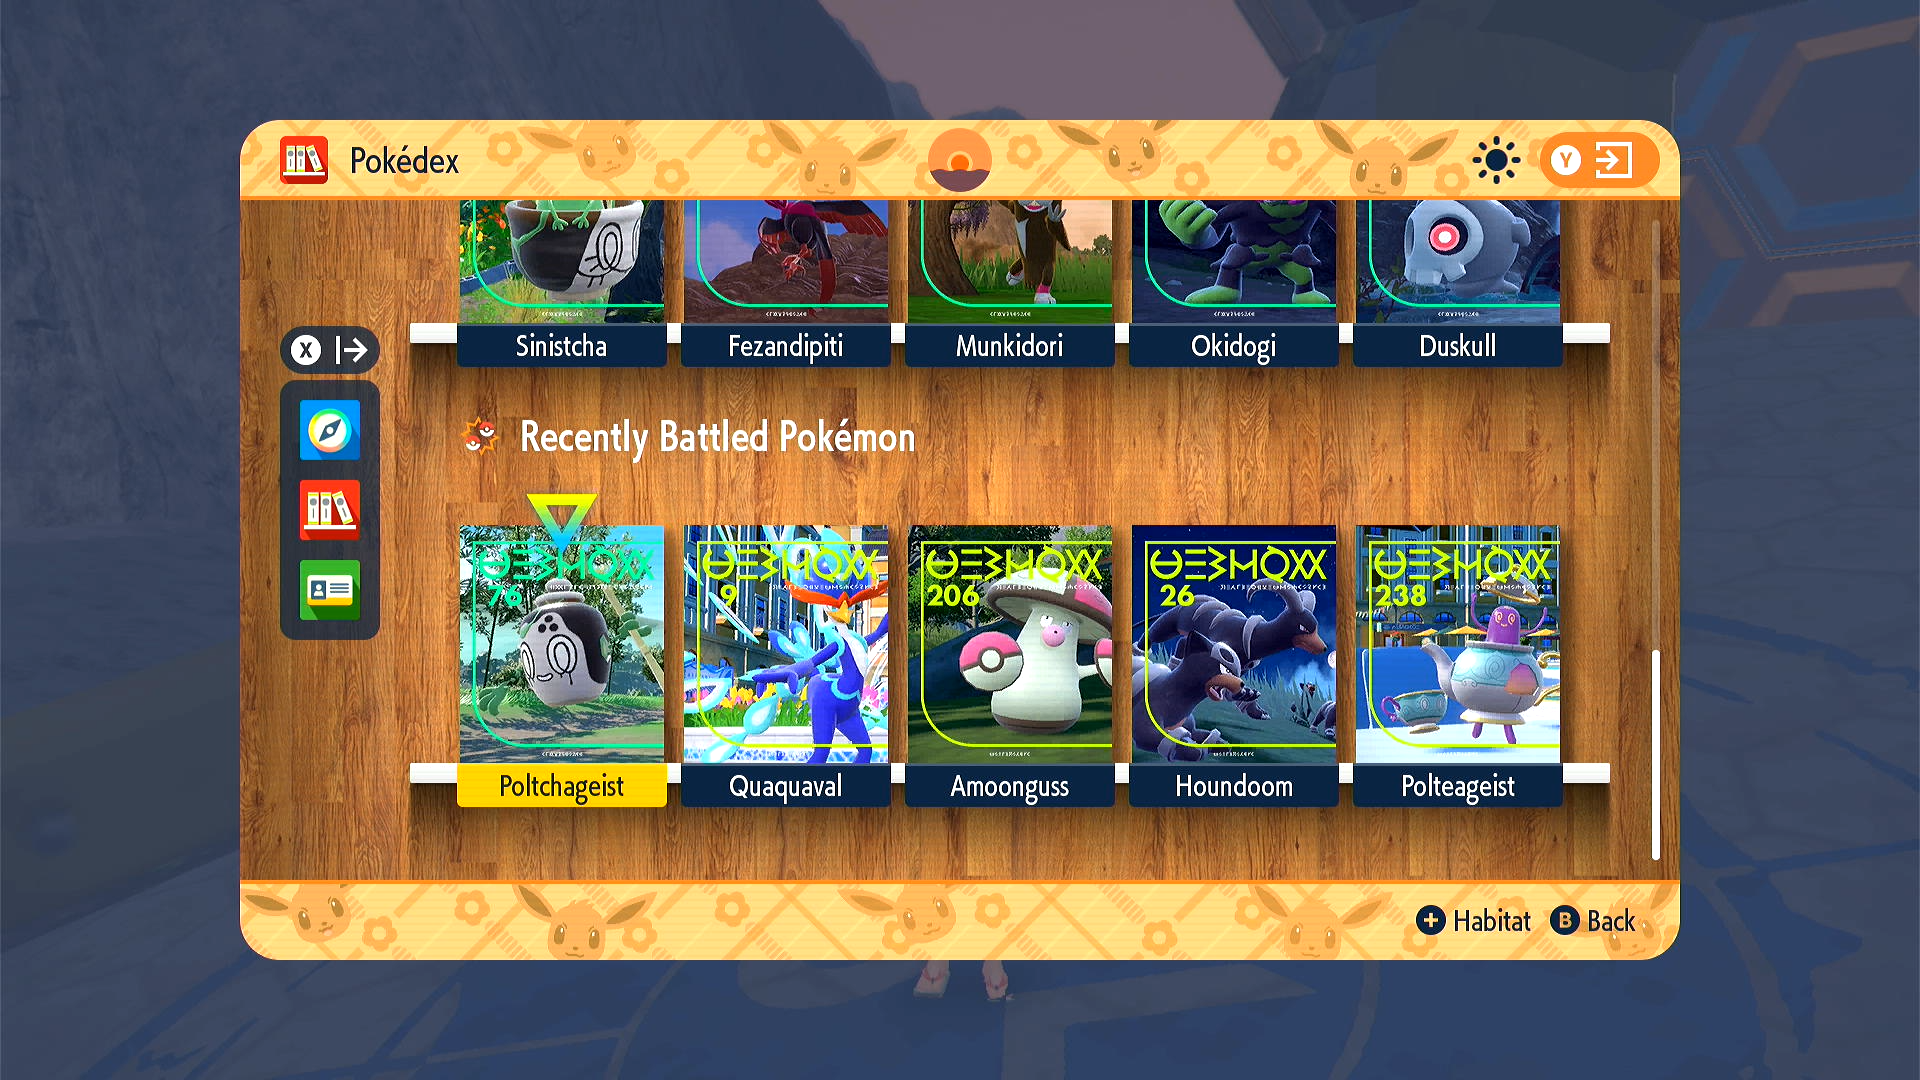 Pokédex
Y
Sinistcha
Fezandipiti
Munkidori
Okidogi
Duskull
X
Recently Battled Pokémon
76
9
206
26
238
Poltchageist
Quaquaval
Amoonguss
Houndoom
Polteageist
+ Habitat B Back